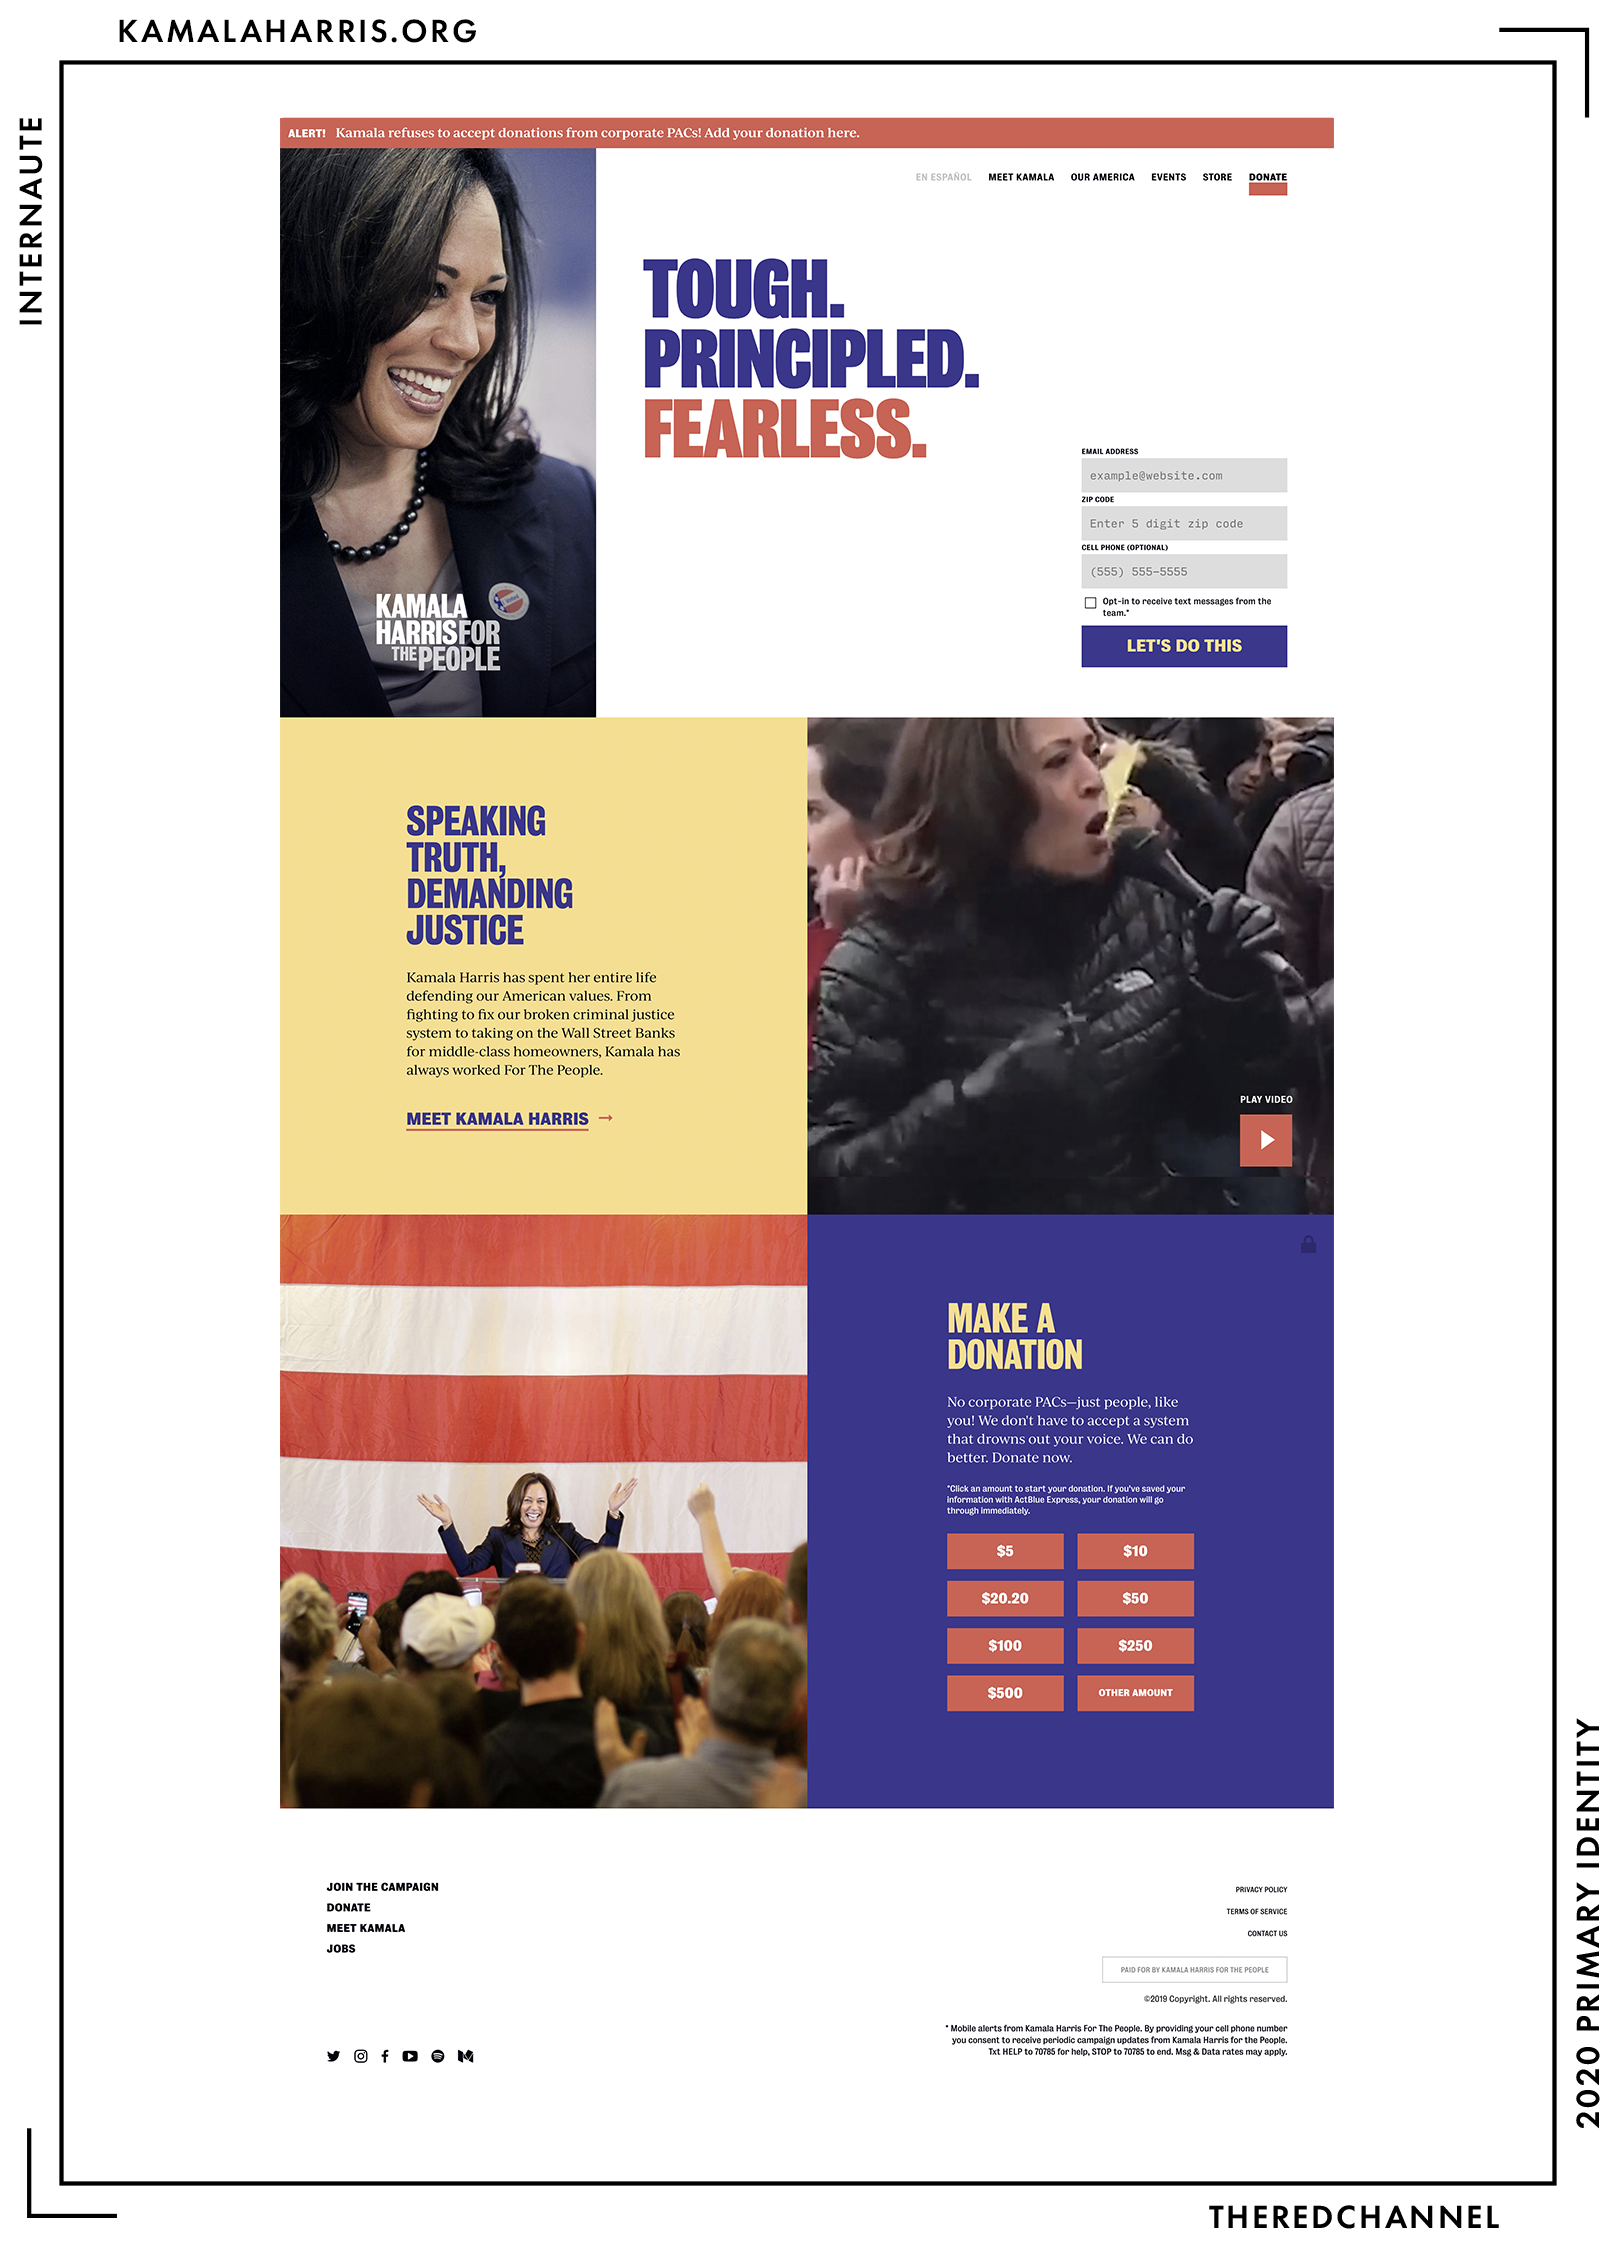 KAMALAHARRIS.ORG
INTERNAUTE
ALERT! Kamala refuses to accept donations from corporate PACs! Add your donation here.
EN ESPAÑOL MEET KAMALA OUR AMERICA EVENTS STORE DONATE
TOUGH.
PRINCIPLED.
FEARLESS.
EMAIL ADDRESS
example@website.com
ZIP CODE
Enter 5 digit zip code
CELL PHONE (OPTIONAL)
(555) 555-5555
Opt-in to receive text messages from the
team.*
LET'S DO THIS
KAMALA
HARRIS FOR
THE PEOPLE
SPEAKING
TRUTH,
DEMANDING
JUSTICE
Kamala Harris has spent her entire life
defending our American values. From
fighting to fix our broken criminal justice
system to taking on the Wall Street Banks
for middle-class homeowners, Kamala has
always worked For The People.
MEET KAMALA HARRIS →
PLAY VIDEO
MAKE A
DONATION
No corporate PACs—just people, like
you! We don't have to accept a system
that drowns out your voice. We can do
better. Donate now.
*Click an amount to start your donation. If you've saved your
information with ActBlue Express, your donation will go
through immediately.
$5 $10
$20.20 $50
$100 $250
$500 OTHER AMOUNT
JOIN THE CAMPAIGN
DONATE
MEET KAMALA
JOBS
PRIVACY POLICY
TERMS OF SERVICE
CONTACT US
PAID FOR BY KAMALA HARRIS FOR THE PEOPLE
©2019 Copyright. All rights reserved.
* Mobile alerts from Kamala Harris For The People. By providing your cell phone number
you consent to receive periodic campaign updates from Kamala Harris for the People.
Txt HELP to 70785 for help, STOP to 70785 to end. Msg & Data rates may apply.
2020 PRIMARY IDENTITY
THEREDCHANNEL